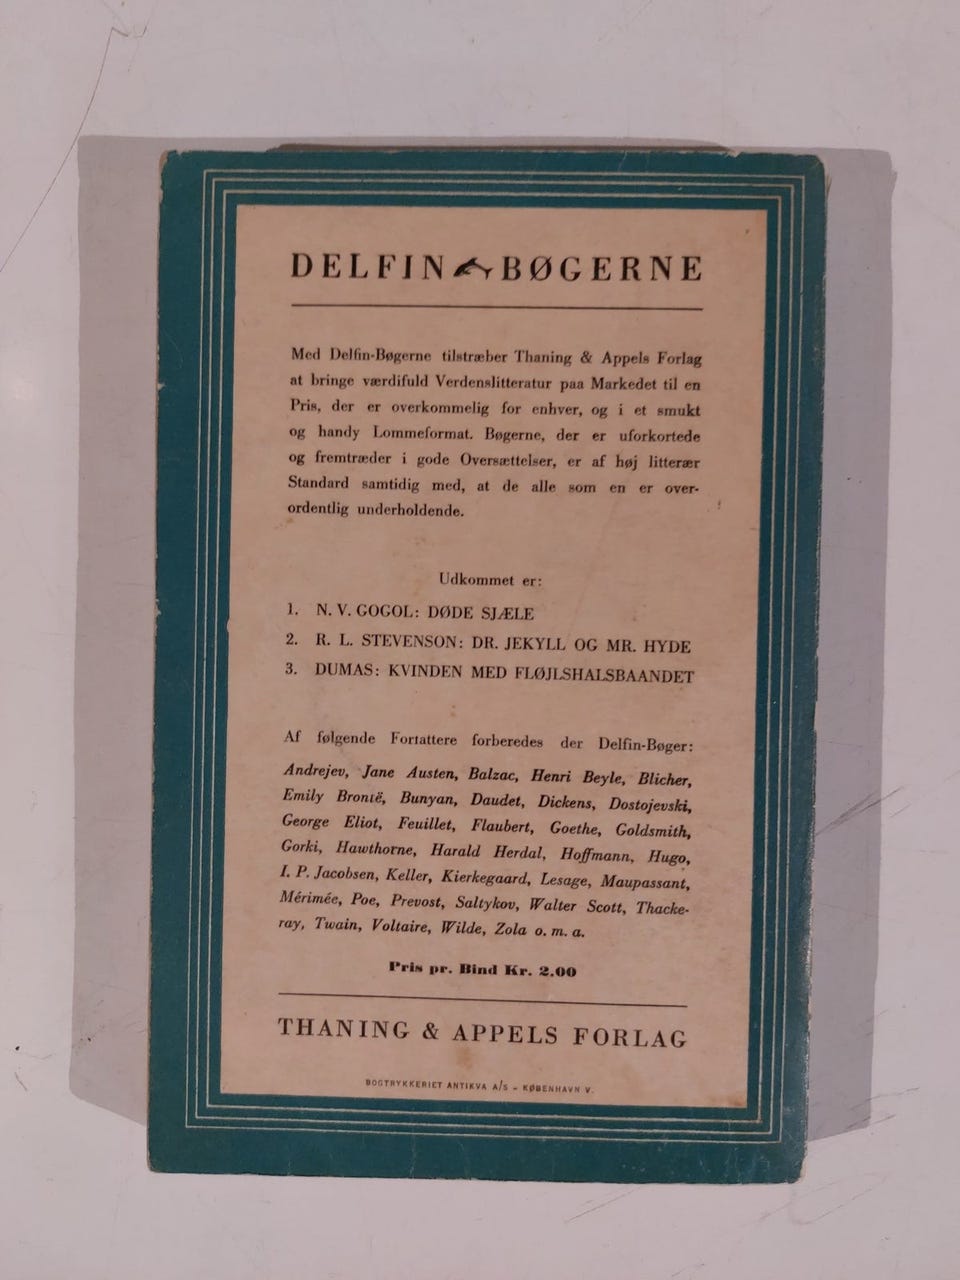 DELFIN BØGERNE
Med Delfin-Bøgerne tilstræber Thaning & Appels Forlag
at bringe værdifuld Verdenslitteratur paa Markedet til en
Pris, der er overkommelig for enhver, og i et smukt
og handy Lommeformat. Bøgerne, der er uforkortede
og fremtræder i gode Oversættelser, er af høj litterær
Standard samtidig med, at de alle som en er over-
ordentlig underholdende.
Udkommet er:
1. N. V. GOGOL: DØDE SJÆLE
2. R. L. STEVENSON: DR. JEKYLL OG MR. HYDE
3. DUMAS: KVINDEN MED FLØJLSHALSBAANDET
Af følgende Forfattere forberedes der Delfin-Bøger:
Andrejev, Jane Austen, Balzac, Henri Beyle, Blicher,
Emily Brontë, Bunyan, Daudet, Dickens, Dostojevski,
George Eliot, Feuillet, Flaubert, Goethe, Goldsmith,
Gorki, Hawthorne, Harald Herdal, Hoffmann, Hugo,
I. P. Jacobsen, Keller, Kierkegaard, Lesage, Maupassant,
Mérimée, Poe, Prevost, Saltykov, Walter Scott, Thacke-
ray, Twain, Voltaire, Wilde, Zola o. m. a.
Pris pr. Bind Kr. 2.00
THANING & APPELS FORLAG
BOGTRYKKERIET ANTIKVA A/S - KØBENHAVN V.